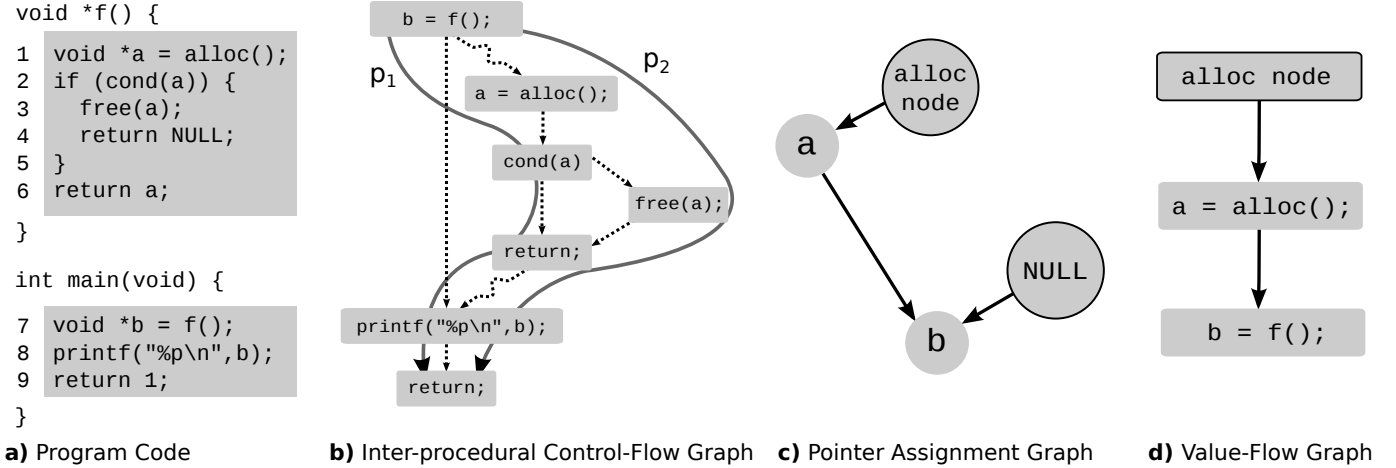 void *f() {
1 void *a = alloc();
2 if (cond(a)) {
3 free(a);
4 return NULL;
5 }
6 return a;
}
int main(void) {
7 void *b = f();
8 printf("%p\n",b);
9 return 1;
}
a) Program Code
b = f();
p1
p2
a = alloc();
cond(a)
free(a);
return;
printf("%p\n",b);
return;
b) Inter-procedural Control-Flow Graph
alloc
node
a
NULL
b
c) Pointer Assignment Graph
alloc node
a = alloc();
b = f();
d) Value-Flow Graph